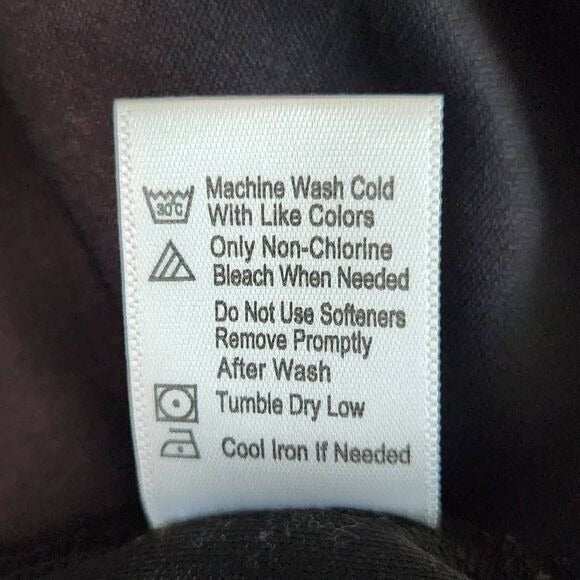 30°C Machine Wash Cold
With Like Colors
Only Non-Chlorine
Bleach When Needed
Do Not Use Softeners
Remove Promptly
After Wash
Tumble Dry Low
Cool Iron If Needed